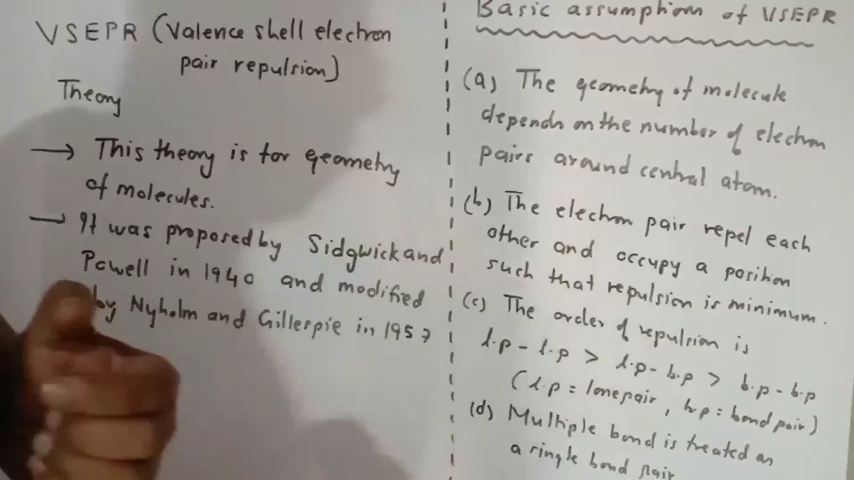 VSEPR (Valence shell electron
pair repulsion)
Theory
→ This theory is for geometry
of molecules.
→ It was proposed by Sidgwick and
Powell in 1940 and modified
by Nyholm and Gillespie in 1957
Basic assumption of VSEPR
(a) The geometry of molecule
depends on the number of electron
pairs around central atom.
(b) The electron pair repel each
other and occupy a position
such that repulsion is minimum.
(c) The order of repulsion is
l.p - l.p > l.p - b.p > b.p - b.p
(l.p = lone pair, b.p = bond pair)
(d) Multiple bond is treated as
a single bond pair